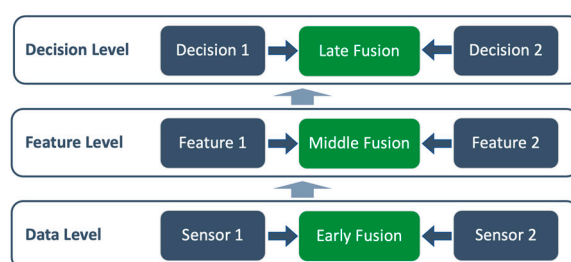 Decision Level Decision 1 Late Fusion Decision 2
Feature Level Feature 1 Middle Fusion Feature 2
Data Level Sensor 1 Early Fusion Sensor 2